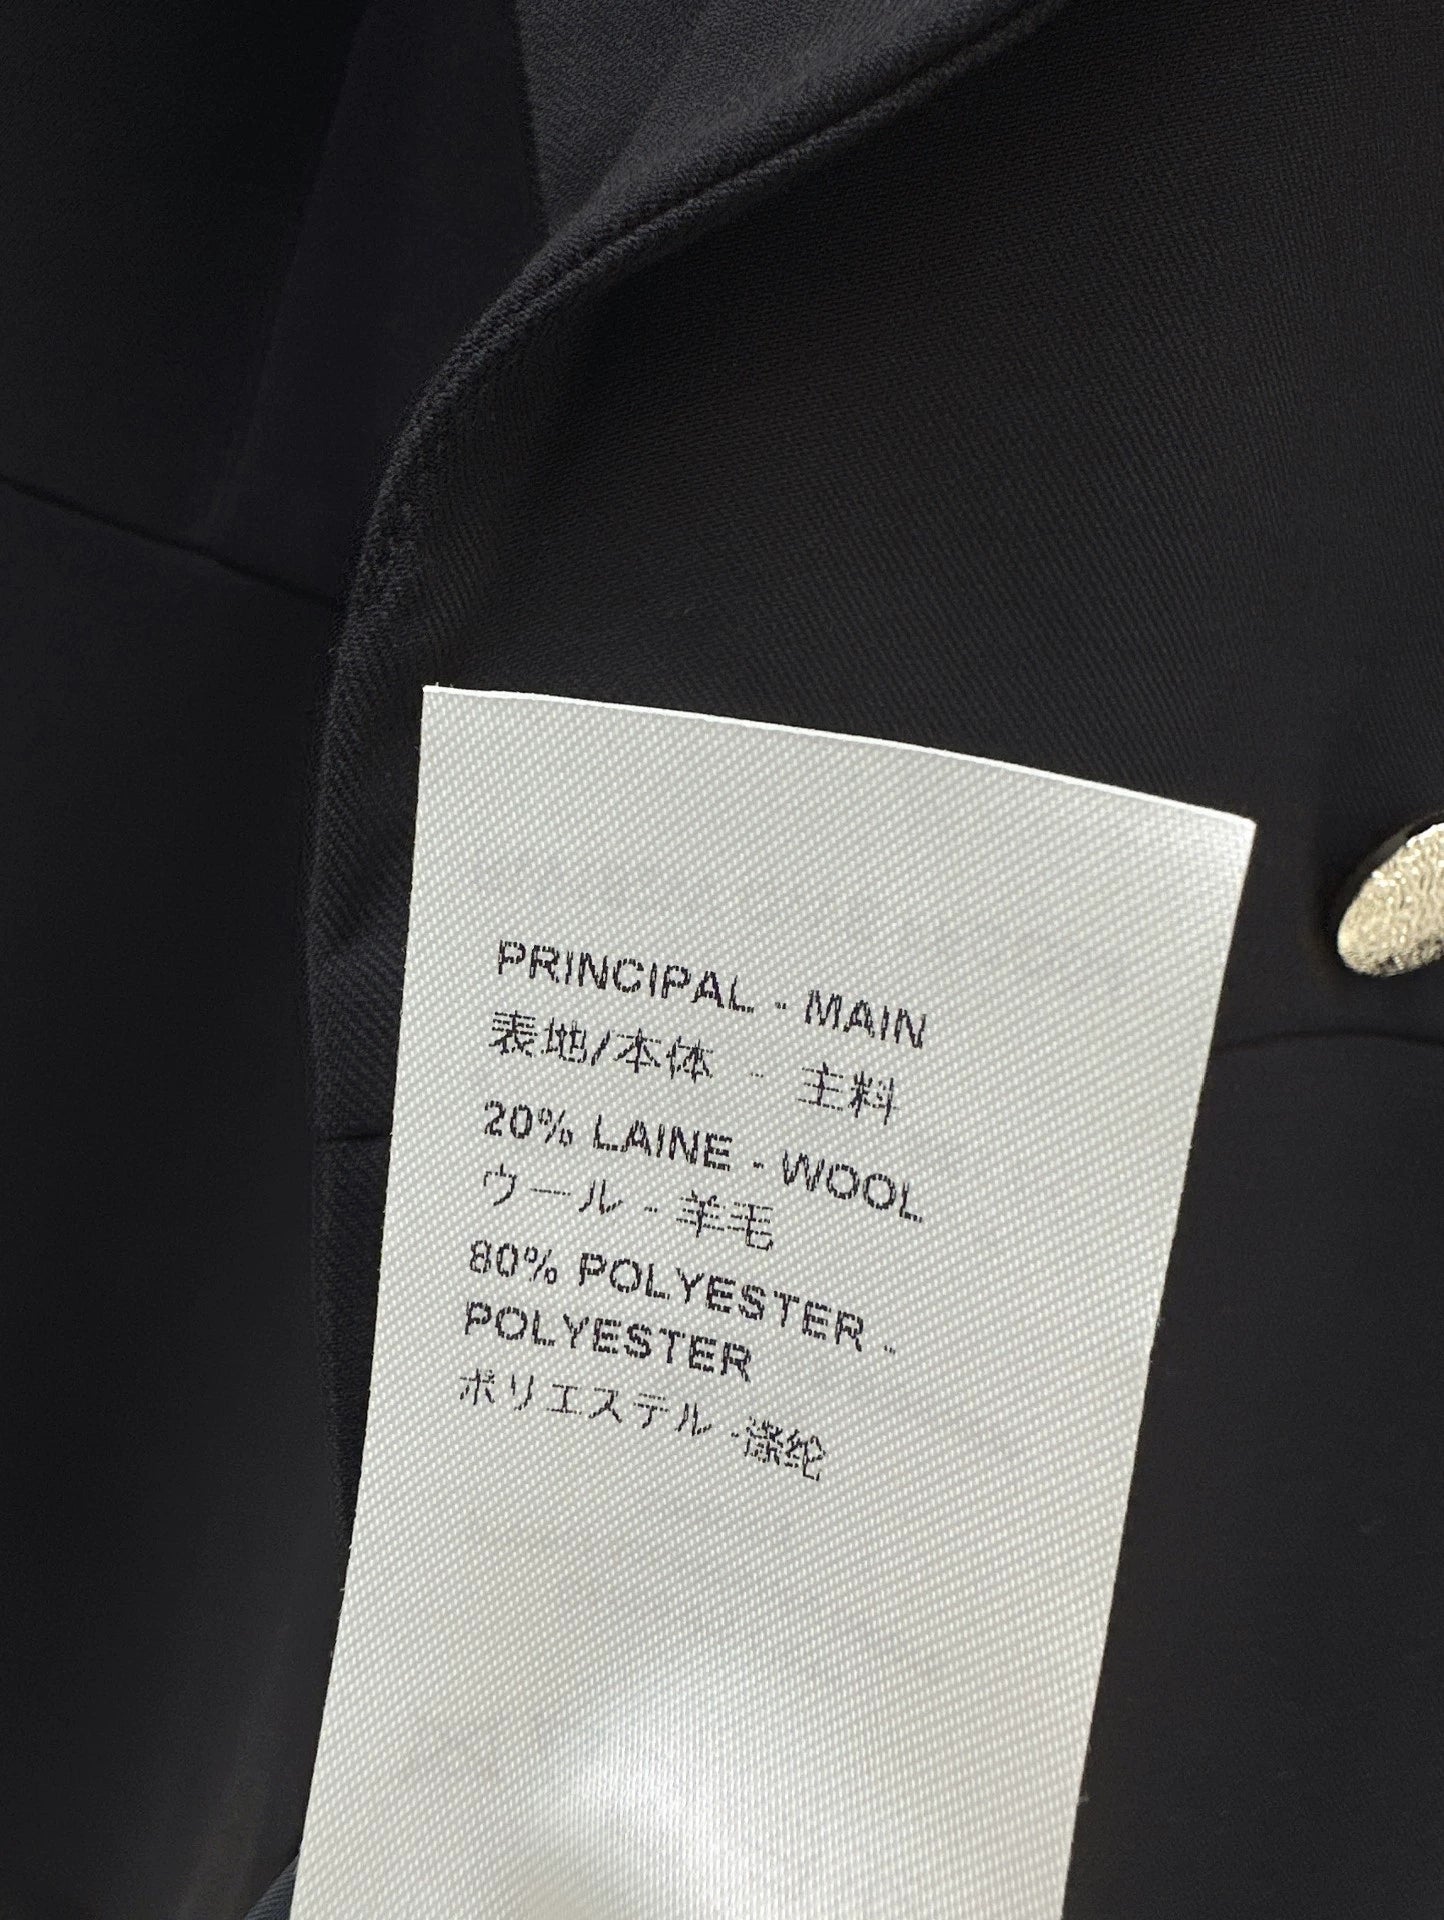 PRINCIPAL - MAIN
表地/本体 - 主料
20% LAINE - WOOL
ウール - 羊毛
80% POLYESTER -
POLYESTER
ポリエステル -涤纶